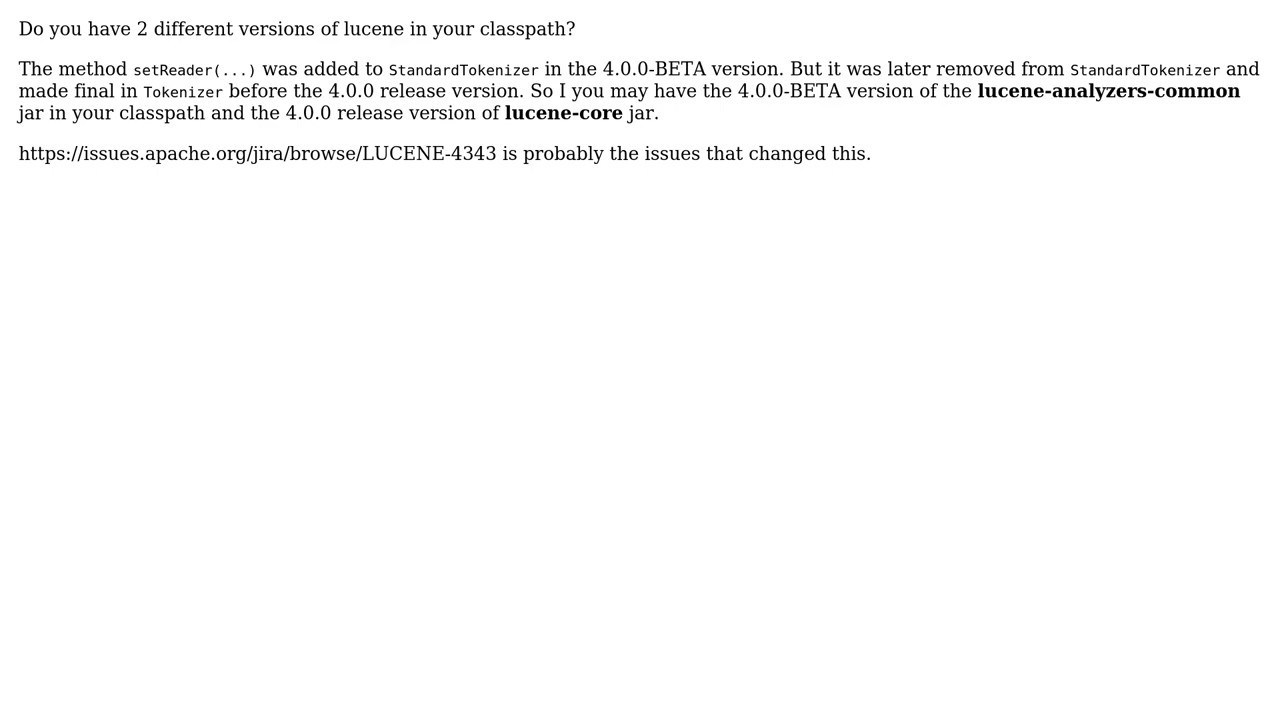 Do you have 2 different versions of lucene in your classpath?
The method setReader(...) was added to StandardTokenizer in the 4.0.0-BETA version. But it was later removed from StandardTokenizer and
made final in Tokenizer before the 4.0.0 release version. So I you may have the 4.0.0-BETA version of the lucene-analyzers-common
jar in your classpath and the 4.0.0 release version of lucene-core jar.
https://issues.apache.org/jira/browse/LUCENE-4343 is probably the issues that changed this.